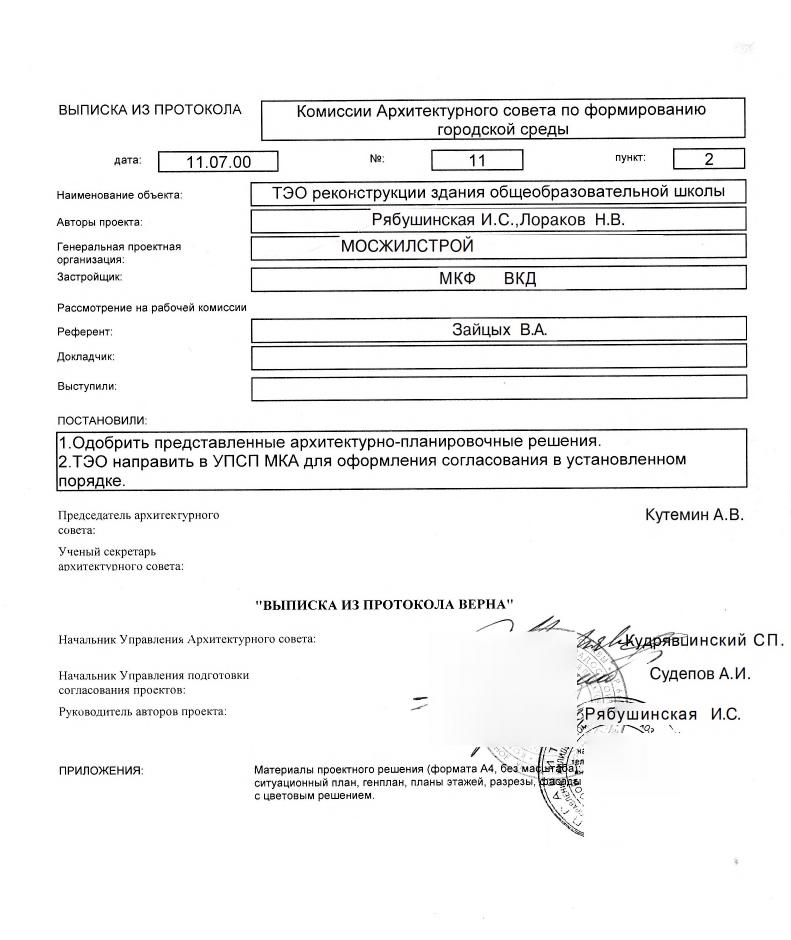 ВЫПИСКА ИЗ ПРОТОКОЛА
Комиссии Архитектурного совета по формированию
городской среды
дата: 11.07.00 №: 11 пункт: 2
Наименование объекта: ТЭО реконструкции здания общеобразовательной школы
Авторы проекта: Рябушинская И.С.,Лораков Н.В.
Генеральная проектная
организация:
МОСЖИЛСТРОЙ
Застройщик: МКФ ВКД
Рассмотрение на рабочей комиссии
Референт: Зайцых В.А.
Докладчик:
Выступили:
ПОСТАНОВИЛИ:
1.Одобрить представленные архитектурно-планировочные решения.
2.ТЭО направить в УПСП МКА для оформления согласования в установленном
порядке.
Председатель архитектурного
совета:
Кутемин А.В.
Ученый секретарь
архитектурного совета:
"ВЫПИСКА ИЗ ПРОТОКОЛА ВЕРНА"
Начальник Управления Архитектурного совета: Кудрявшинский СП.
Начальник Управления подготовки
согласования проектов:
Судепов А.И.
Руководитель авторов проекта: Рябушинская И.С.
ПРИЛОЖЕНИЯ:
Материалы проектного решения (формата А4, без масштаба):
ситуационный план, генплан, планы этажей, разрезы, фасады
с цветовым решением.